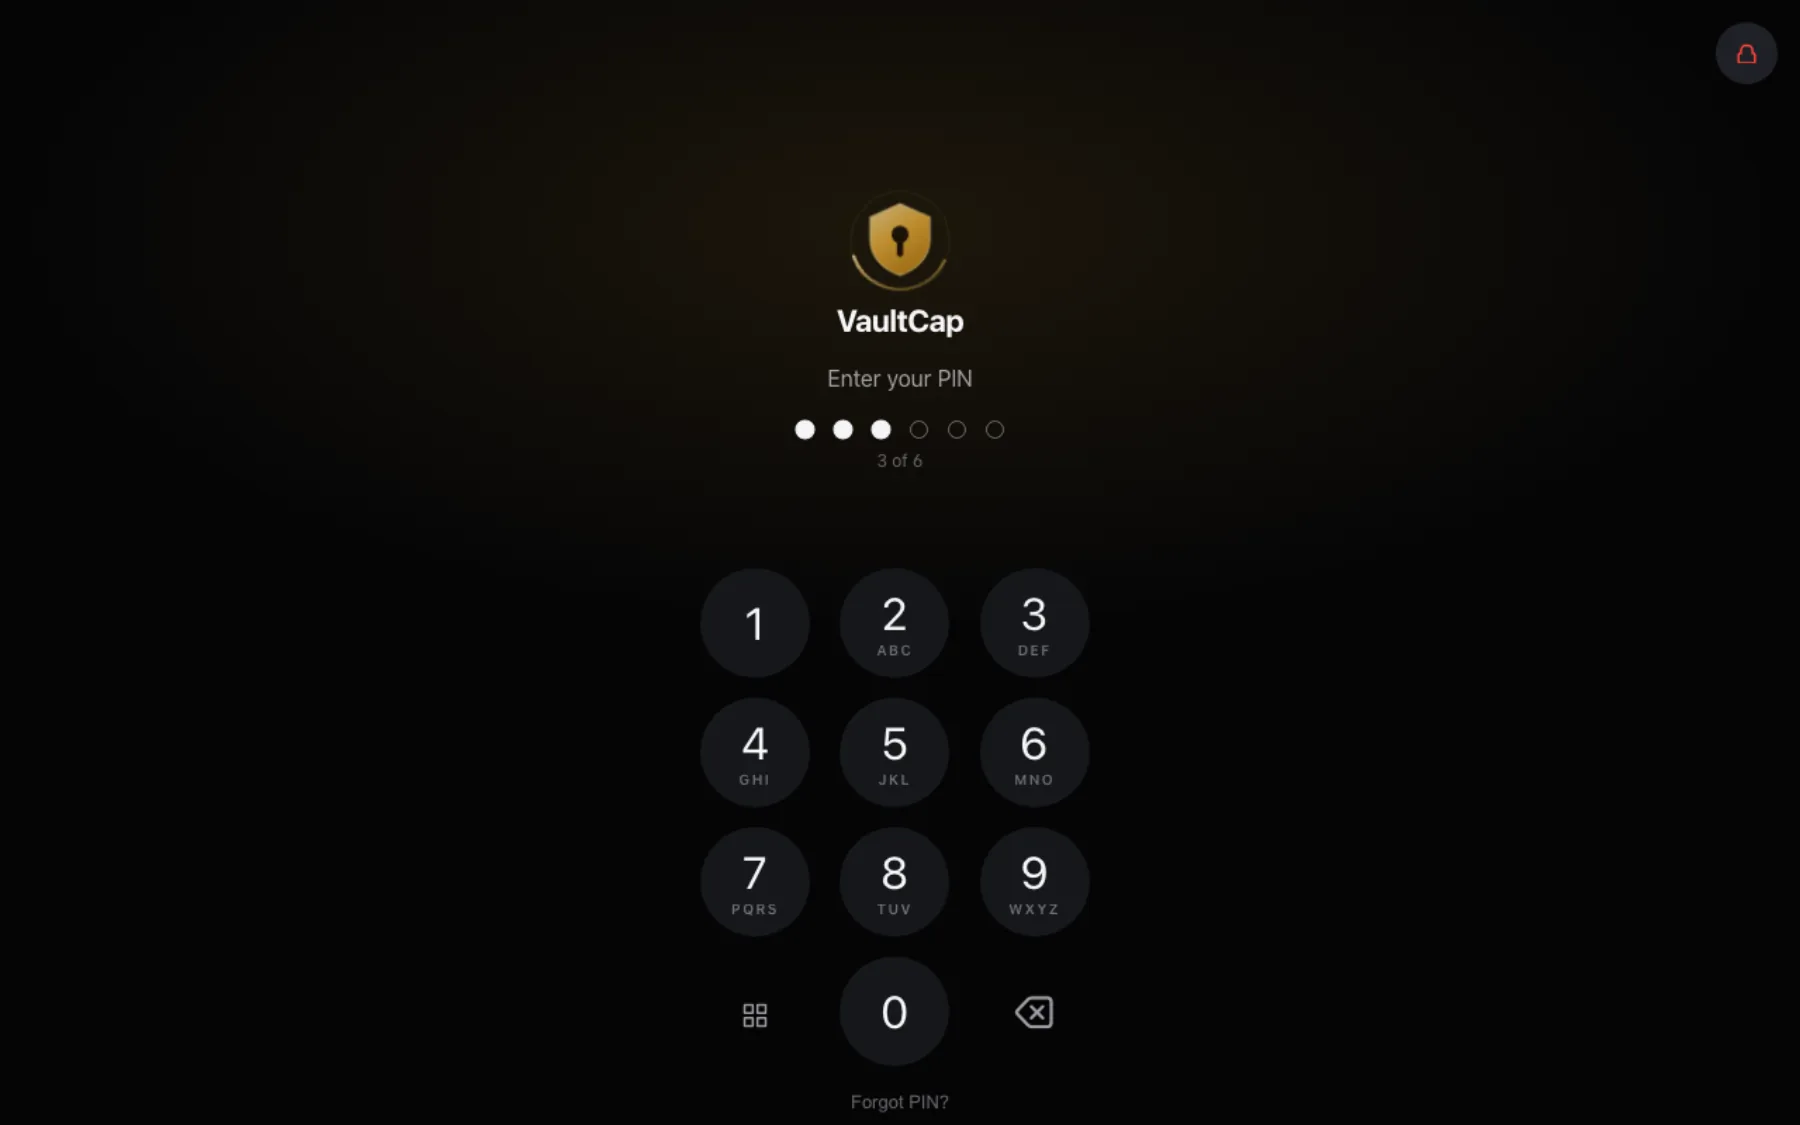 VaultCap
Enter your PIN
3 of 6
1
2
ABC
3
DEF
4
GHI
5
JKL
6
MNO
7
PQRS
8
TUV
9
WXYZ
0
Forgot PIN?